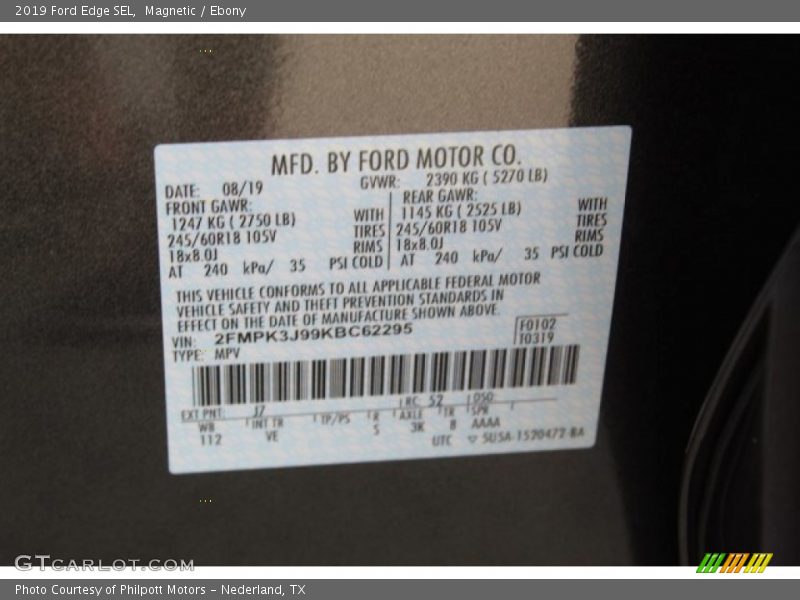 2019 Ford Edge SEL, Magnetic / Ebony
MFD. BY FORD MOTOR CO.
DATE: 08/19 GVWR: 2390 KG ( 5270 LB)
FRONT GAWR: REAR GAWR:
1247 KG ( 2750 LB) WITH 1145 KG ( 2525 LB) WITH
245/60R18 105V TIRES 245/60R18 105V TIRES
18x8.0J RIMS 18x8.0J RIMS
AT 240 kPa/ 35 PSI COLD AT 240 kPa/ 35 PSI COLD
THIS VEHICLE CONFORMS TO ALL APPLICABLE FEDERAL MOTOR
VEHICLE SAFETY AND THEFT PREVENTION STANDARDS IN
EFFECT ON THE DATE OF MANUFACTURE SHOWN ABOVE.
VIN: 2FMPK3J99KBC62295 F0102
TYPE: MPV T0319
EXT PNT: J7 RC: 52 DSO:
WB INT TR TP/PS R AXLE TR SPR
112 VE 5 3K 8 AAAA
UTC ▽ 5U5A-1520472-BA
GTCARLOT.COM
Photo Courtesy of Philpott Motors – Nederland, TX